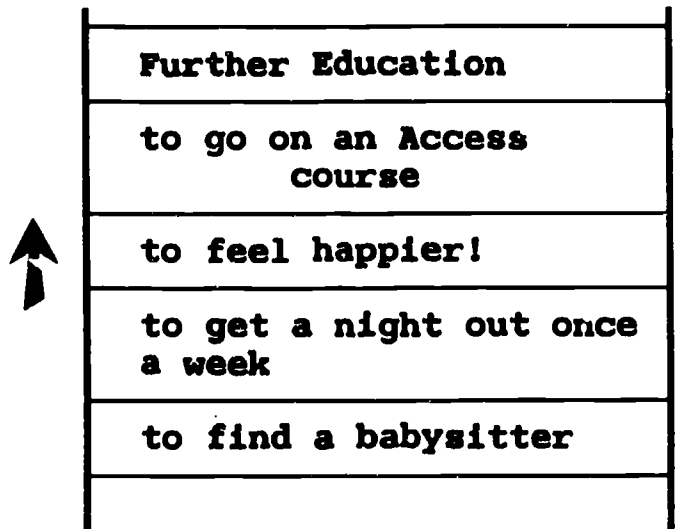 Further Education
to go on an Access
course
to feel happier!
to get a night out once
a week
to find a babysitter